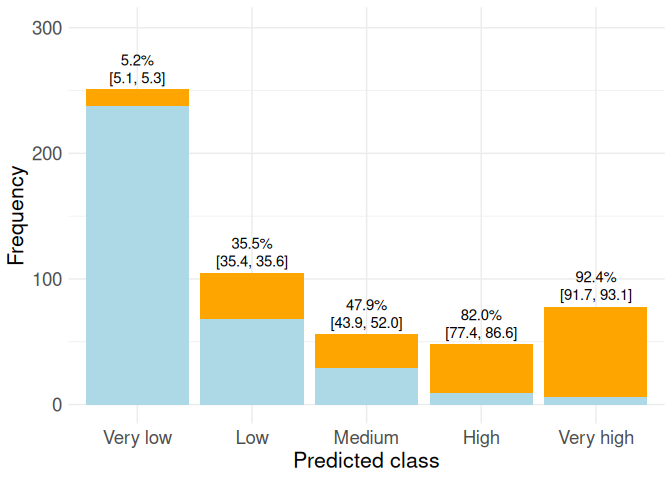 300
200
100
0
Frequency
5.2%
[5.1, 5.3]
35.5%
[35.4, 35.6]
47.9%
[43.9, 52.0]
82.0%
[77.4, 86.6]
92.4%
[91.7, 93.1]
Very low
Low
Medium
High
Very high
Predicted class